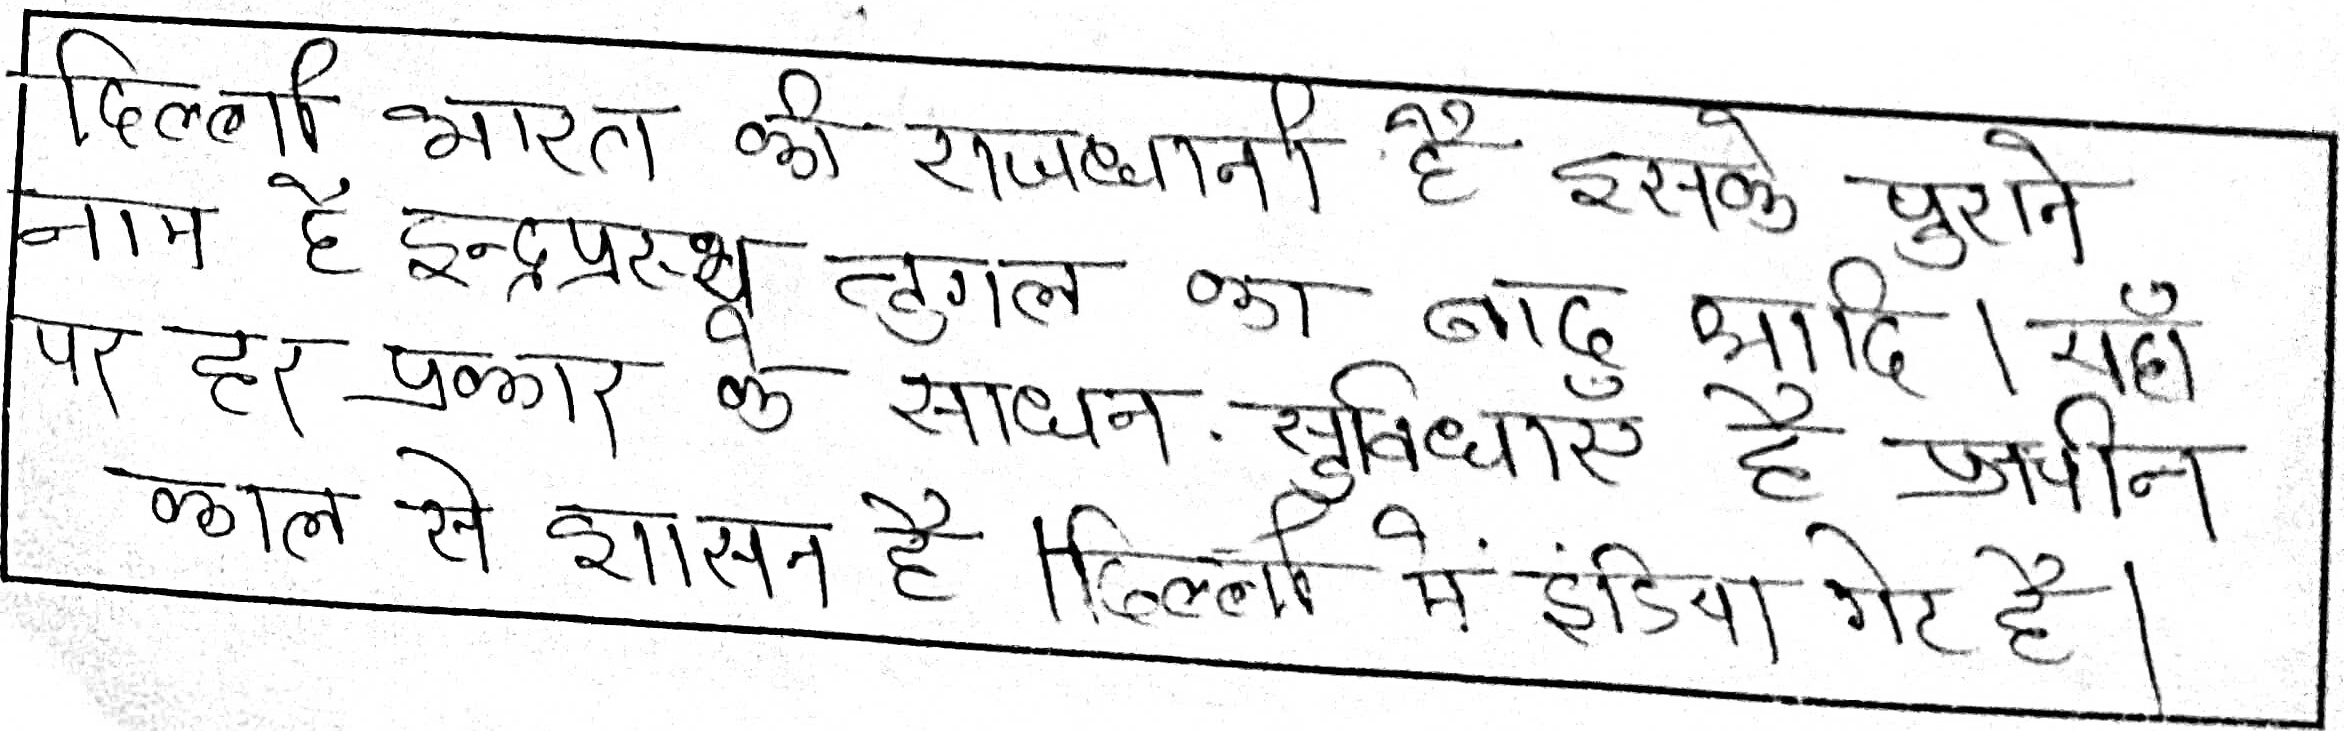 दिल्ली भारत की राजधानी है इसके पुराने
नाम है इन्द्रप्रस्थ तुगल का बाद आदि । यहाँ
पर हर प्रकार के साधन सुविधाएँ है प्राचीन
काल से शासन है । दिल्ली में इंडिया गेट है ।